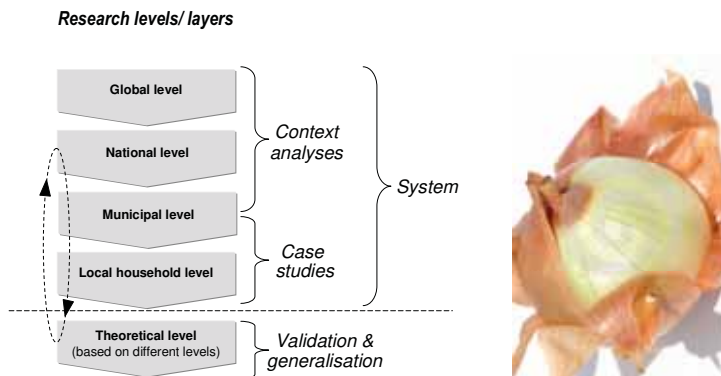 Research levels/ layers
Global level
National level
Context
analyses
Municipal level
System
Local household level
Case
studies
Theoretical level
(based on different levels)
Validation &
generalisation